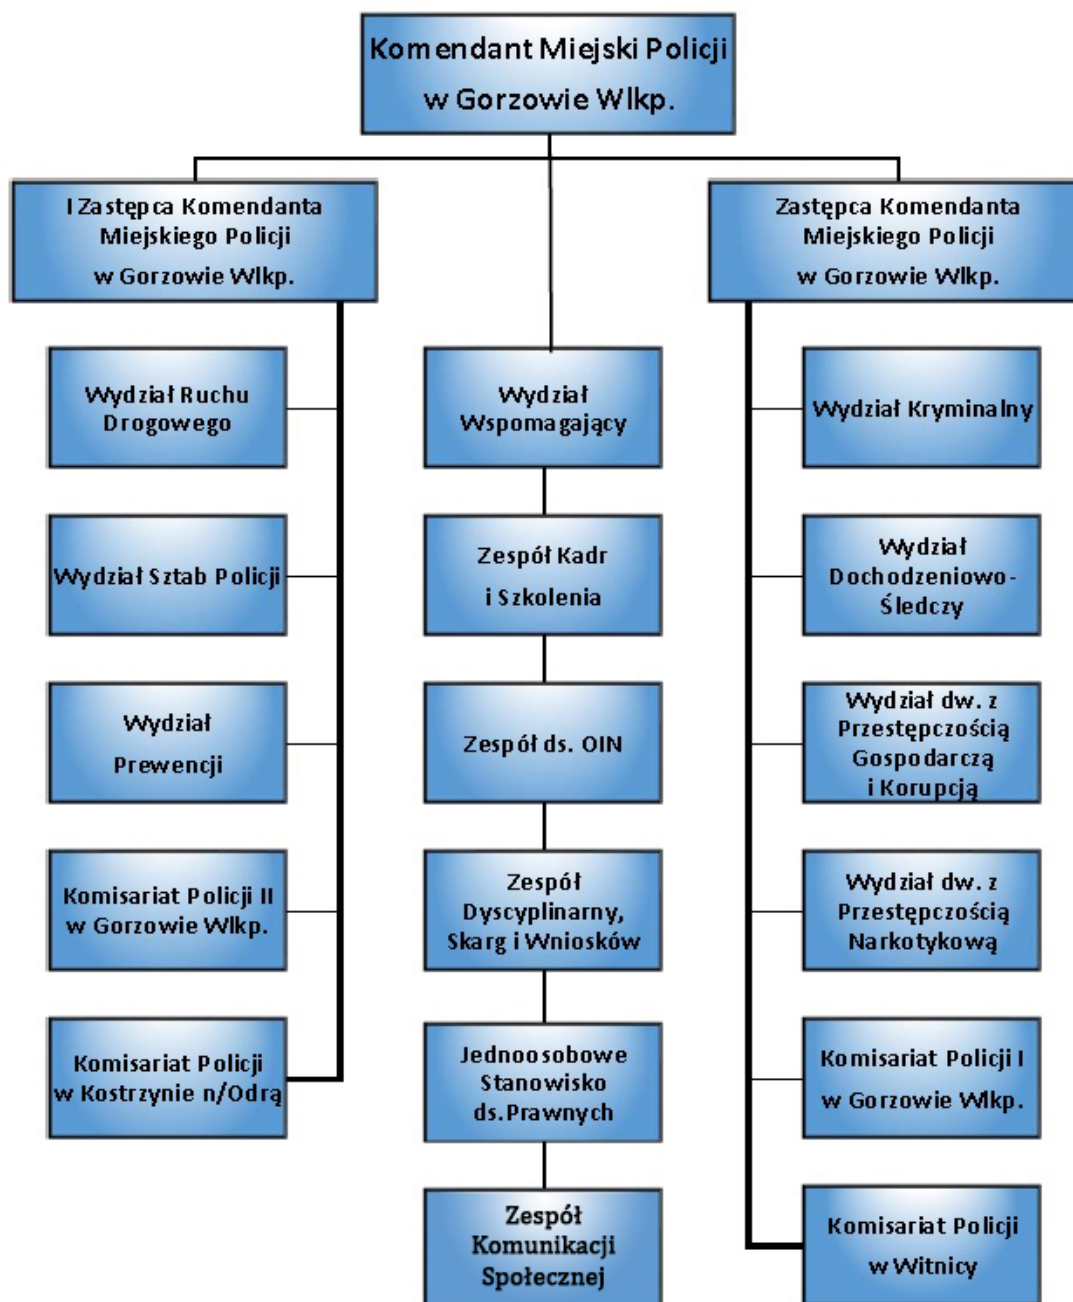 Komendant Miejski Policji
w Gorzowie Wlkp.
I Zastępca Komendanta
Miejskiego Policji
w Gorzowie Wlkp.
Zastępca Komendanta
Miejskiego Policji
w Gorzowie Wlkp.
Wydział Ruchu
Drogowego
Wydział Sztab Policji
Wydział
Prewencji
Komisariat Policji II
w Gorzowie Wlkp.
Komisariat Policji
w Kostrzynie n/Odrą
Wydział
Wspomagający
Zespół Kadr
i Szkolenia
Zespół ds. OIN
Zespół
Dyscyplinarny,
Skarg i Wniosków
Jednoosobowe
Stanowisko
ds.Prawnych
Zespół
Komunikacji
Społecznej
Wydział Kryminalny
Wydział
Dochodzeniowo-
Śledczy
Wydział dw. z
Przestępczością
Gospodarczą
i Korupcją
Wydział dw. z
Przestępczością
Narkotykową
Komisariat Policji I
w Gorzowie Wlkp.
Komisariat Policji
w Witnicy